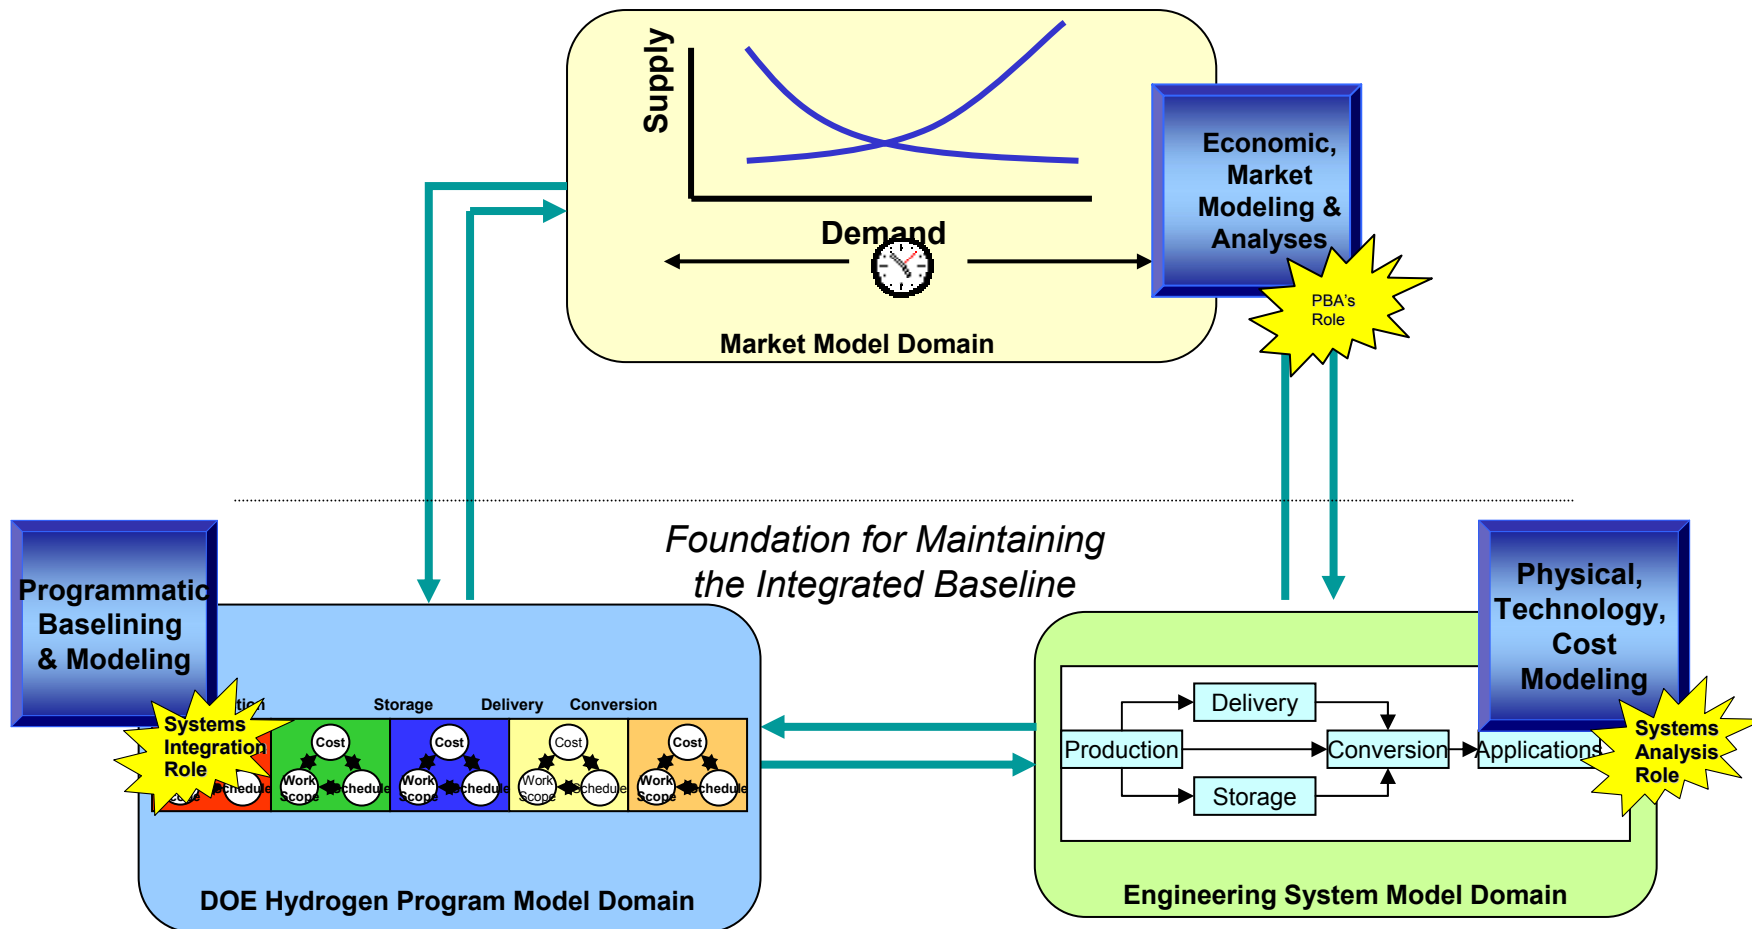 Supply
Demand
Economic,
Market
Modeling &
Analyses
PBA's
Role
Market Model Domain
Foundation for Maintaining
the Integrated Baseline
Programmatic
Baselining
& Modeling
Physical,
Technology,
Cost
Modeling
Systems
Integration
Role
Storage
Delivery
Conversion
Cost
Cost
Cost
Cost
Schedule
Work
Scope
Schedule
Work
Scope
Schedule
Work
Scope
Schedule
Work
Scope
Schedule
DOE Hydrogen Program Model Domain
Delivery
Production
Conversion
Applications
Storage
Systems
Analysis
Role
Engineering System Model Domain